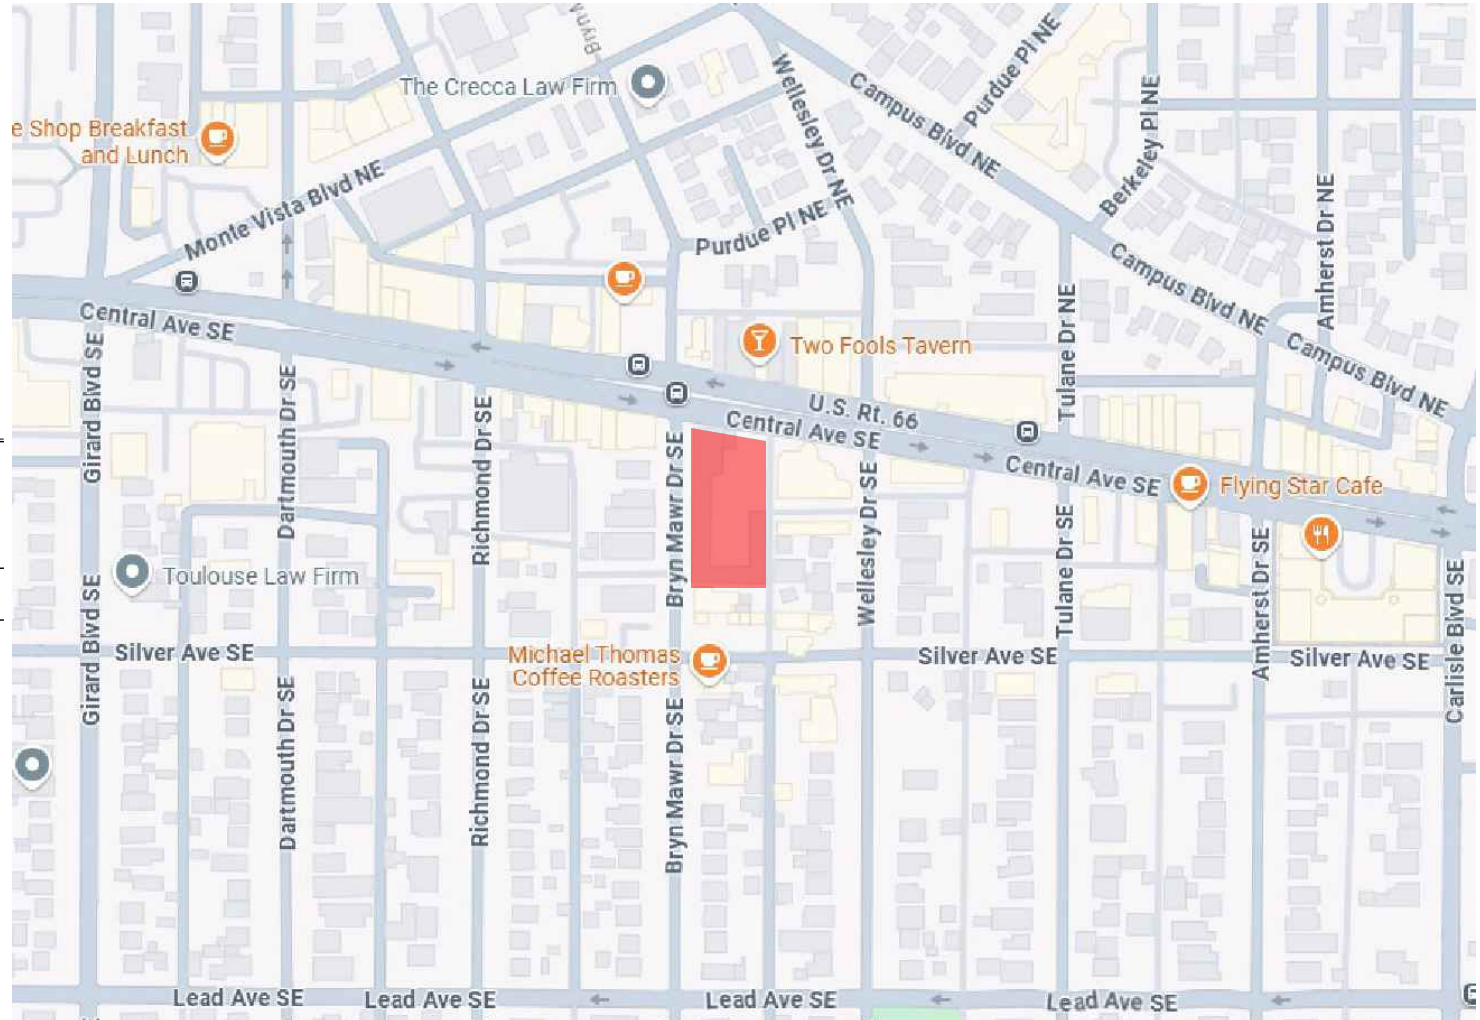 Bryn M
The Crecca Law Firm
e Shop Breakfast
and Lunch
Wellesley Dr NE
Campus Blvd NE
Purdue Pl NE
Berkeley Pl NE
Monte Vista Blvd NE
Purdue Pl NE
Amherst Dr NE
Campus Blvd NE
Central Ave SE
Tulane Dr NE
Girard Blvd SE
Two Fools Tavern
Campus Blvd NE
U.S. Rt. 66
Dartmouth Dr SE
Richmond Dr SE
Bryn Mawr Dr SE
Central Ave SE
Wellesley Dr SE
Central Ave SE
Flying Star Cafe
Tulane Dr SE
Amherst Dr SE
Toulouse Law Firm
Girard Blvd SE
Carlisle Blvd SE
Silver Ave SE
Michael Thomas
Coffee Roasters
Silver Ave SE
Silver Ave SE
Dartmouth Dr SE
Richmond Dr SE
Bryn Mawr Dr SE
Lead Ave SE
Lead Ave SE
Lead Ave SE
Lead Ave SE